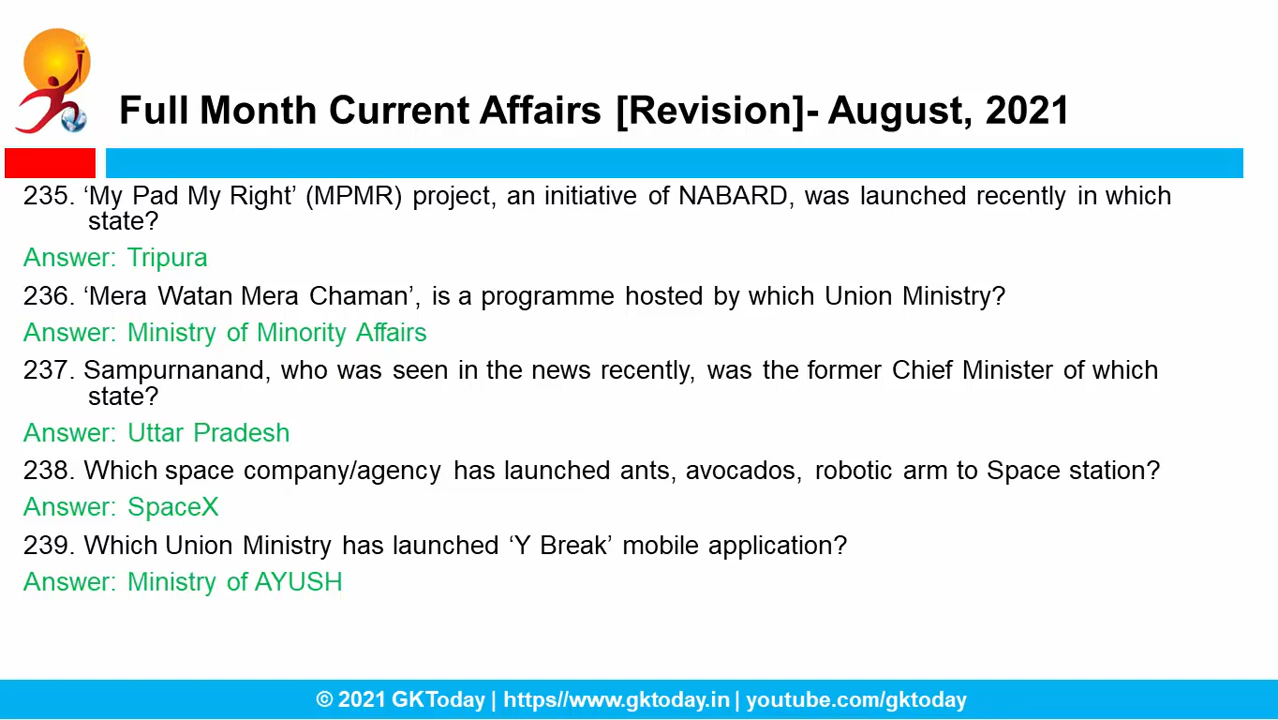 Full Month Current Affairs [Revision]- August, 2021
235. ‘My Pad My Right’ (MPMR) project, an initiative of NABARD, was launched recently in which
state?
Answer: Tripura
236. ‘Mera Watan Mera Chaman’, is a programme hosted by which Union Ministry?
Answer: Ministry of Minority Affairs
237. Sampurnanand, who was seen in the news recently, was the former Chief Minister of which
state?
Answer: Uttar Pradesh
238. Which space company/agency has launched ants, avocados, robotic arm to Space station?
Answer: SpaceX
239. Which Union Ministry has launched ‘Y Break’ mobile application?
Answer: Ministry of AYUSH
© 2021 GKToday | https//www.gktoday.in | youtube.com/gktoday